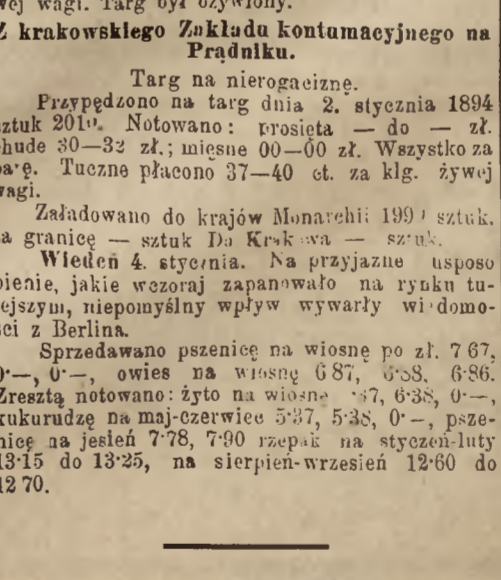 wej wagi. Targ był ożywiony.
Z krakowskiego Zakładu kontumacyjnego na
Prądniku.
Targ na nierogaciznę.
Przypędzono na targ dnia 2. stycznia 1894
sztuk Notowano: prosięta — do — zł.
chude 30—32 zł.; mięsne 00—00 zł. Wszystko za
parę. Tuczne płacono 37—40 ct. za klg. żywej
wagi.
Załadowano do krajów Monarchii sztuk.
za granicę — sztuk Do Krakowa — sztuk.
Wiedeń 4. stycznia. Na przyjazne usposo
bienie, jakie wczoraj zapanowało na rynku tu-
tejszym, niepomyślny wpływ wywarły wiadomo-
ści z Berlina.
Sprzedawano pszenicę na wiosnę po zł. 7 67,
0·—, 0·—, owies na wiosnę 6 87, 6·86.
Zresztą notowano: żyto na wiosnę 6,38, 0·—,
kukurudzę na maj-czerwiec 5·37, 5,38, 0·—, psze-
nicę na jesień 7·78, 7·90 rzepak na styczeń-luty
13·15 do 13·25, na sierpień-wrzesień 12·60 do
12 70.